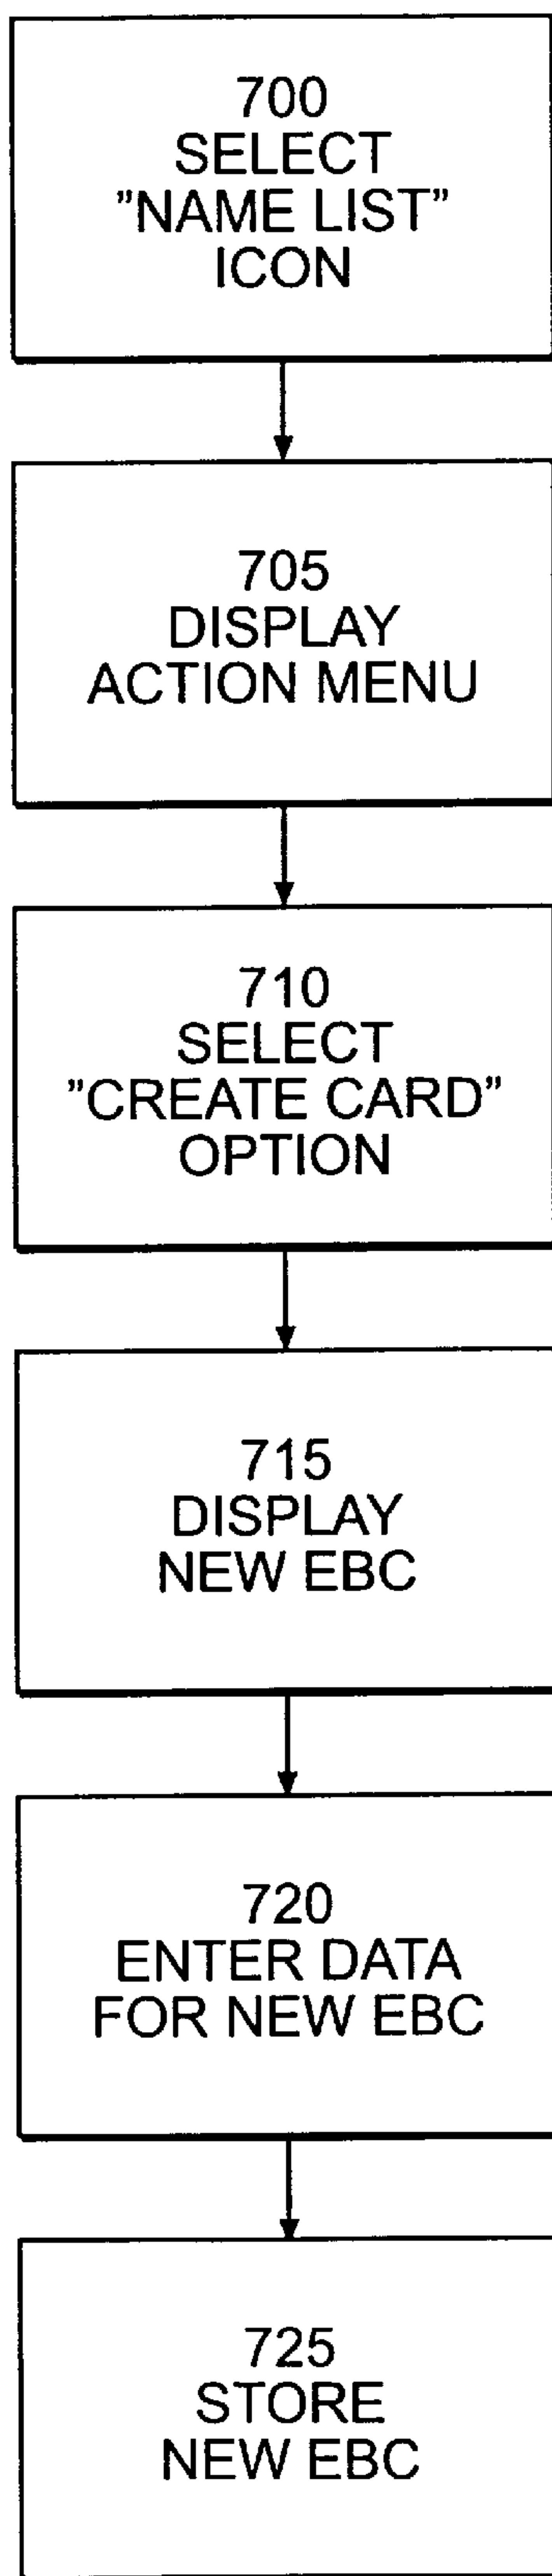 700
SELECT
”NAME LIST”
ICON
705
DISPLAY
ACTION MENU
710
SELECT
”CREATE CARD”
OPTION
715
DISPLAY
NEW EBC
720
ENTER DATA
FOR NEW EBC
725
STORE
NEW EBC